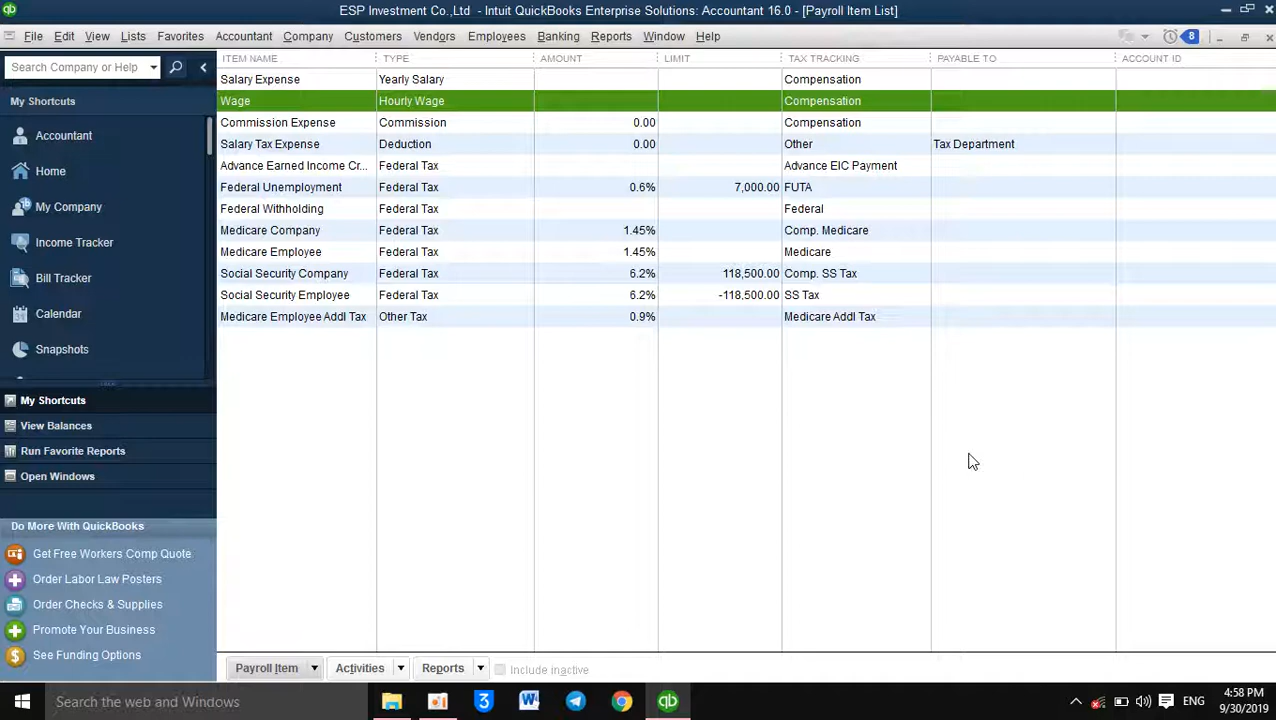 ESP Investment Co.,Ltd - Intuit QuickBooks Enterprise Solutions: Accountant 16.0 - [Payroll Item List]
File Edit View Lists Favorites Accountant Company Customers Vendors Employees Banking Reports Window Help 8
Search Company or Help
My Shortcuts
Accountant
Home
My Company
Income Tracker
Bill Tracker
Calendar
Snapshots
My Shortcuts
View Balances
Run Favorite Reports
Open Windows
Do More With QuickBooks
Get Free Workers Comp Quote
Order Labor Law Posters
Order Checks & Supplies
Promote Your Business
See Funding Options
ITEM NAME TYPE AMOUNT LIMIT TAX TRACKING PAYABLE TO ACCOUNT ID
Salary Expense Yearly Salary Compensation
Wage Hourly Wage Compensation
Commission Expense Commission 0.00 Compensation
Salary Tax Expense Deduction 0.00 Other Tax Department
Advance Earned Income Cr... Federal Tax Advance EIC Payment
Federal Unemployment Federal Tax 0.6% 7,000.00 FUTA
Federal Withholding Federal Tax Federal
Medicare Company Federal Tax 1.45% Comp. Medicare
Medicare Employee Federal Tax 1.45% Medicare
Social Security Company Federal Tax 6.2% 118,500.00 Comp. SS Tax
Social Security Employee Federal Tax 6.2% -118,500.00 SS Tax
Medicare Employee Addl Tax Other Tax 0.9% Medicare Addl Tax
Payroll Item Activities Reports Include inactive
Search the web and Windows
3
W
qb
ENG
4:58 PM
9/30/2019